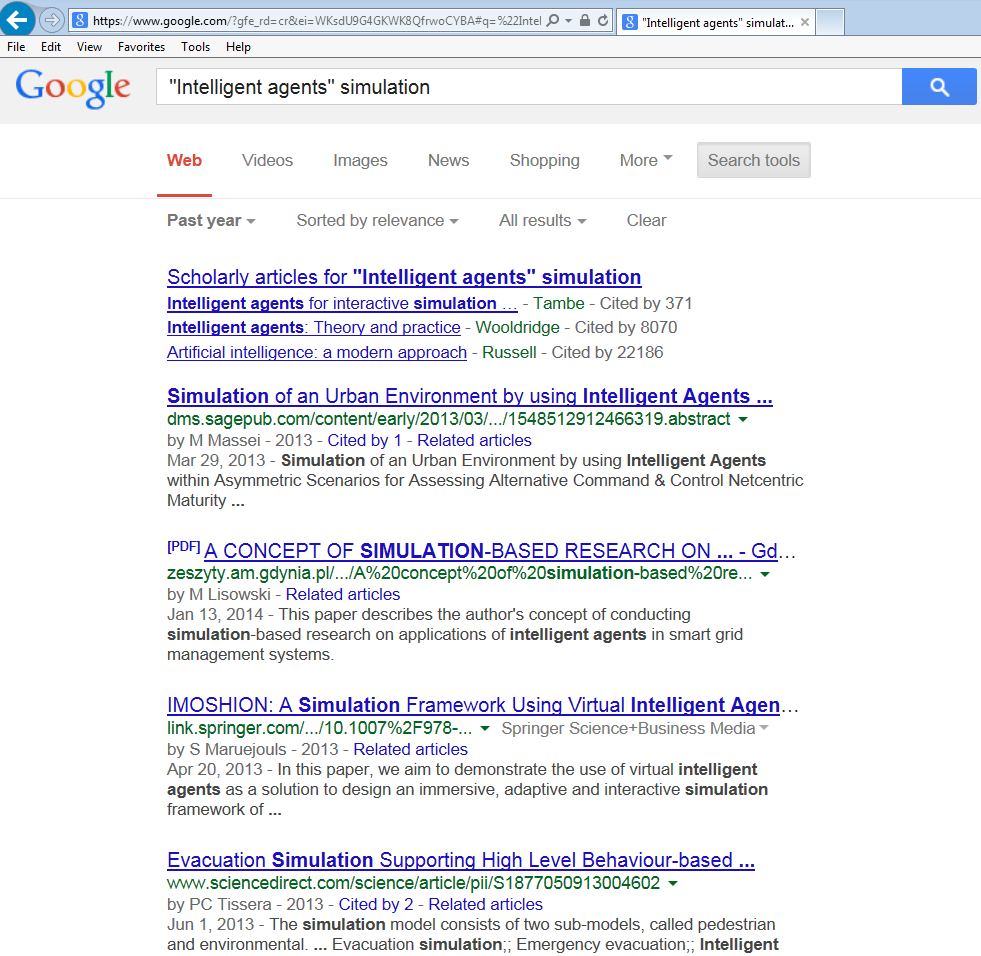 https://www.google.com/?gfe_rd=cr&ei=WKsdU9G4GKWK8QfrwoCYBA#q=%22Intel
"Intelligent agents" simulat...
File Edit View Favorites Tools Help
Google "Intelligent agents" simulation
Web Videos Images News Shopping More Search tools
Past year Sorted by relevance All results Clear
Scholarly articles for "Intelligent agents" simulation
Intelligent agents for interactive simulation ... - Tambe - Cited by 371
Intelligent agents: Theory and practice - Wooldridge - Cited by 8070
Artificial intelligence: a modern approach - Russell - Cited by 22186
Simulation of an Urban Environment by using Intelligent Agents ...
dms.sagepub.com/content/early/2013/03/.../1548512912466319.abstract
by M Massei - 2013 - Cited by 1 - Related articles
Mar 29, 2013 - Simulation of an Urban Environment by using Intelligent Agents
within Asymmetric Scenarios for Assessing Alternative Command & Control Netcentric
Maturity ...
[PDF] A CONCEPT OF SIMULATION-BASED RESEARCH ON ... - Gd...
zeszyty.am.gdynia.pl/.../A%20concept%20of%20simulation-based%20re...
by M Lisowski - Related articles
Jan 13, 2014 - This paper describes the author's concept of conducting
simulation-based research on applications of intelligent agents in smart grid
management systems.
IMOSHION: A Simulation Framework Using Virtual Intelligent Agen...
link.springer.com/.../10.1007%2F978-... Springer Science+Business Media
by S Maruejouls - 2013 - Related articles
Apr 20, 2013 - In this paper, we aim to demonstrate the use of virtual intelligent
agents as a solution to design an immersive, adaptive and interactive simulation
framework of ...
Evacuation Simulation Supporting High Level Behaviour-based ...
www.sciencedirect.com/science/article/pii/S1877050913004602
by PC Tissera - 2013 - Cited by 2 - Related articles
Jun 1, 2013 - The simulation model consists of two sub-models, called pedestrian
and environmental. ... Evacuation simulation;; Emergency evacuation;; Intelligent